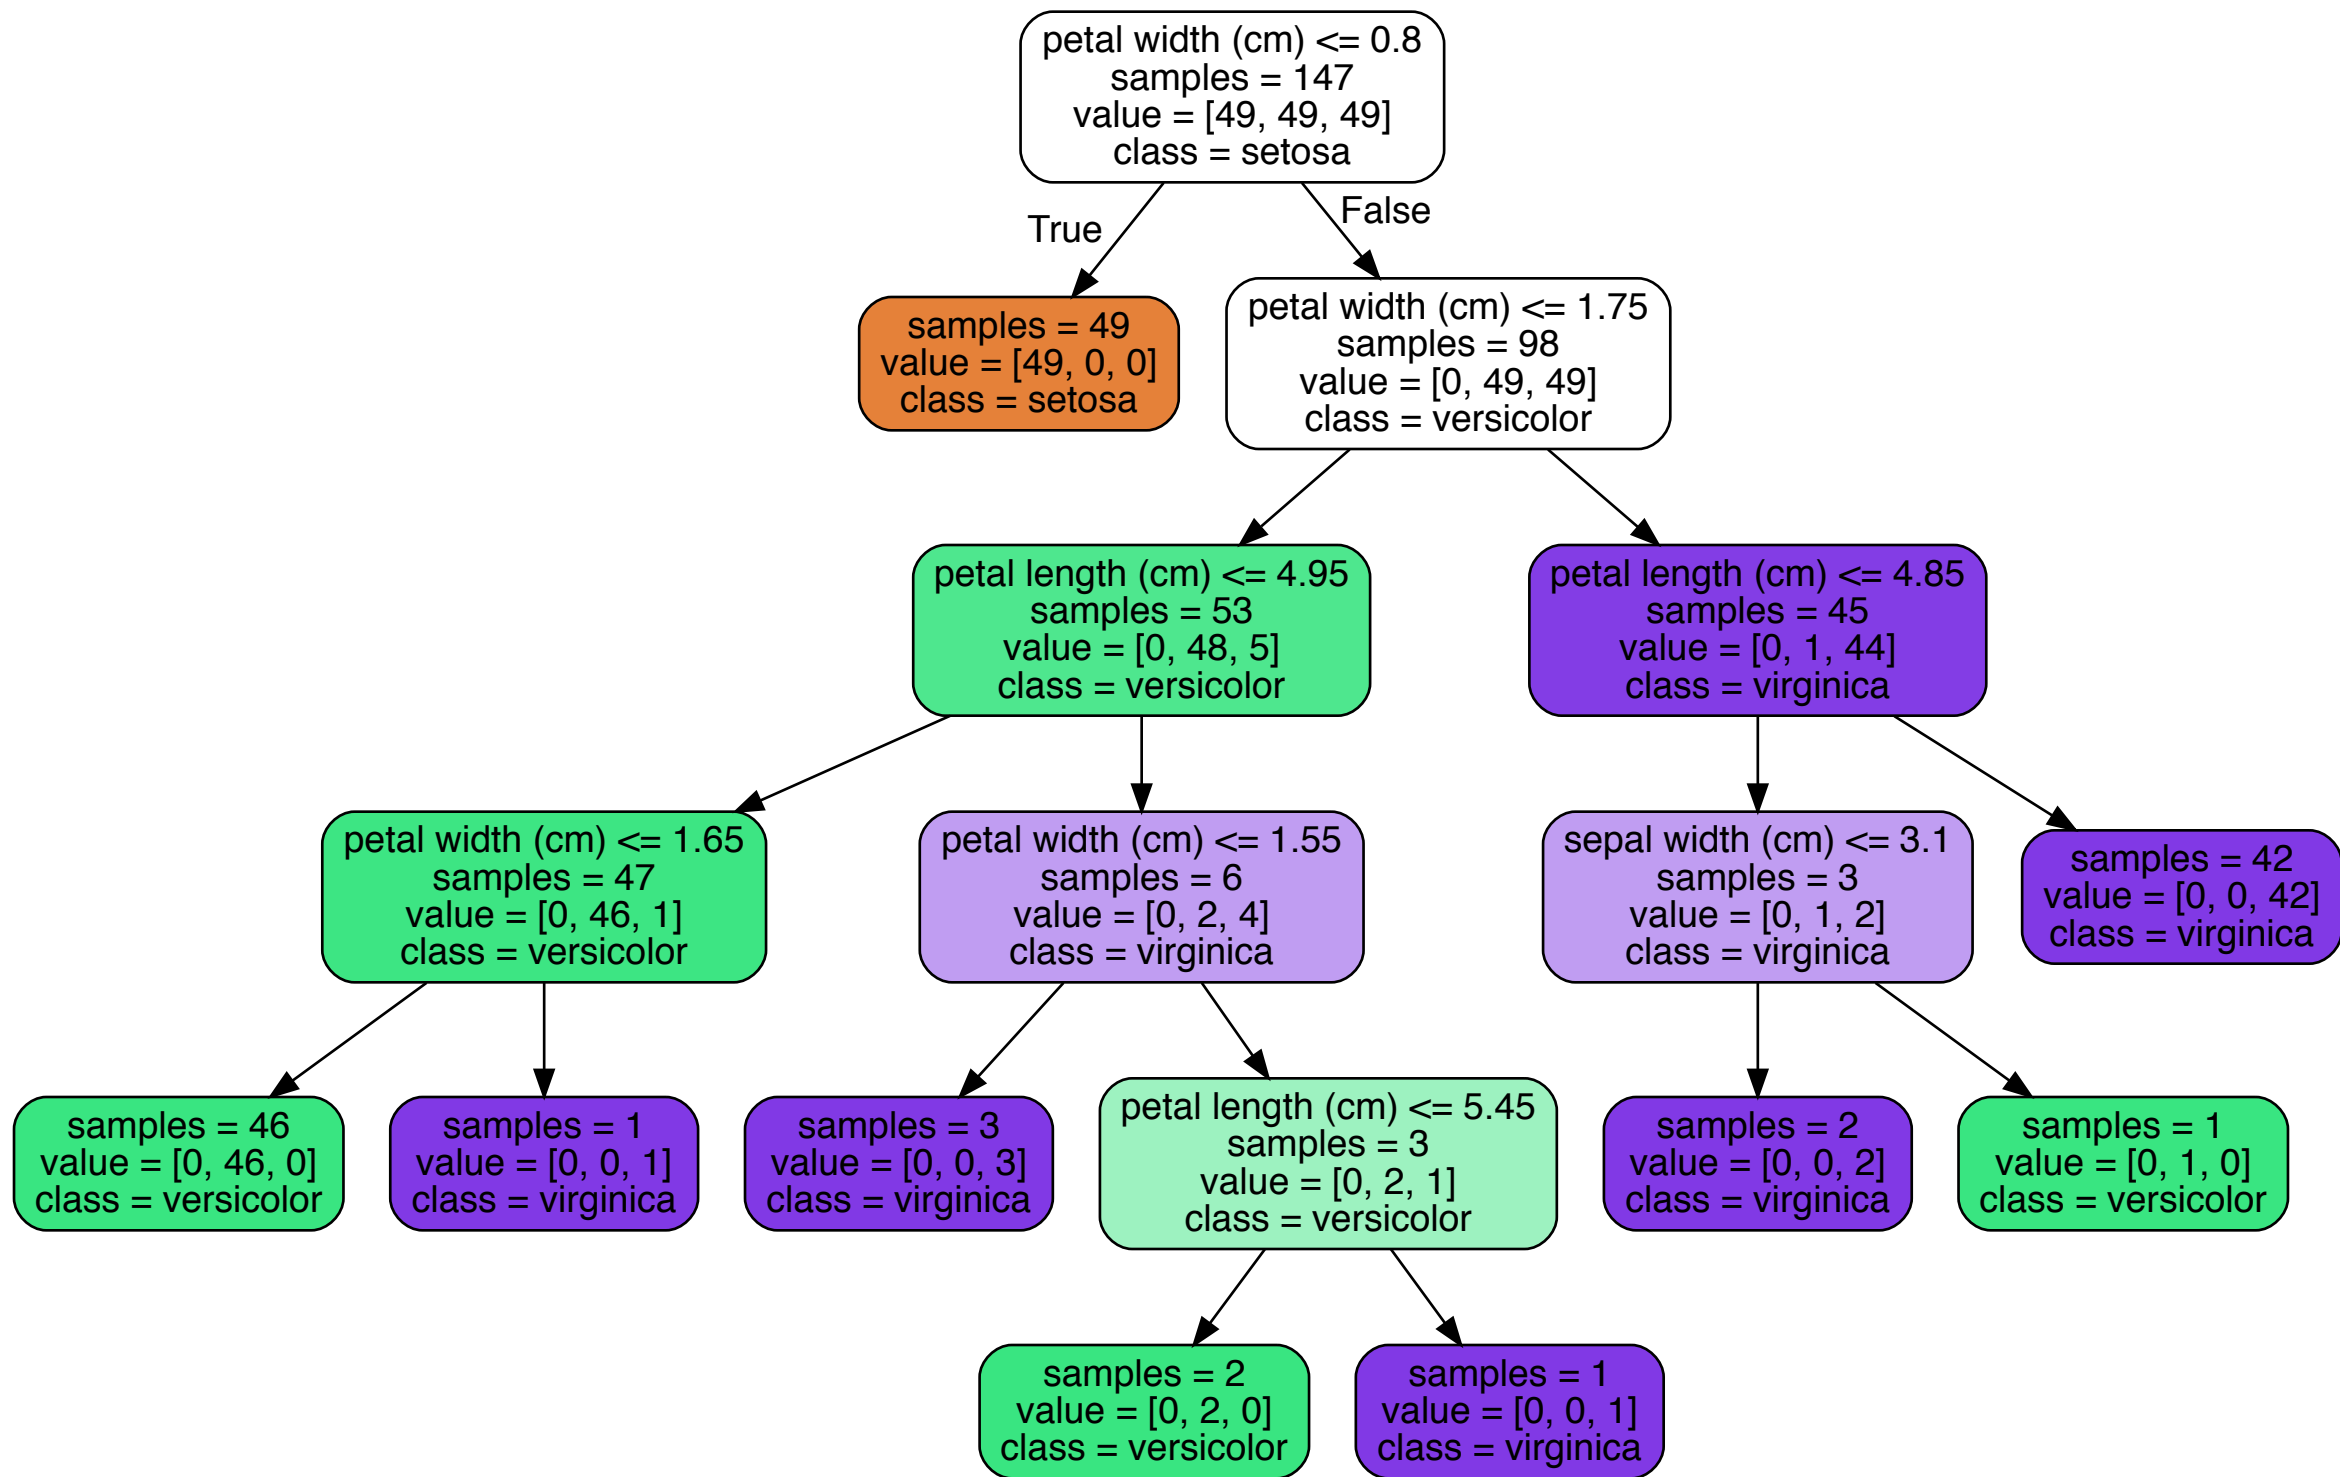 petal width (cm) <= 0.8
samples = 147
value = [49, 49, 49]
class = setosa
True
False
samples = 49
value = [49, 0, 0]
class = setosa
petal width (cm) <= 1.75
samples = 98
value = [0, 49, 49]
class = versicolor
petal length (cm) <= 4.95
samples = 53
value = [0, 48, 5]
class = versicolor
petal length (cm) <= 4.85
samples = 45
value = [0, 1, 44]
class = virginica
petal width (cm) <= 1.65
samples = 47
value = [0, 46, 1]
class = versicolor
petal width (cm) <= 1.55
samples = 6
value = [0, 2, 4]
class = virginica
sepal width (cm) <= 3.1
samples = 3
value = [0, 1, 2]
class = virginica
samples = 42
value = [0, 0, 42]
class = virginica
samples = 46
value = [0, 46, 0]
class = versicolor
samples = 1
value = [0, 0, 1]
class = virginica
samples = 3
value = [0, 0, 3]
class = virginica
petal length (cm) <= 5.45
samples = 3
value = [0, 2, 1]
class = versicolor
samples = 2
value = [0, 0, 2]
class = virginica
samples = 1
value = [0, 1, 0]
class = versicolor
samples = 2
value = [0, 2, 0]
class = versicolor
samples = 1
value = [0, 0, 1]
class = virginica